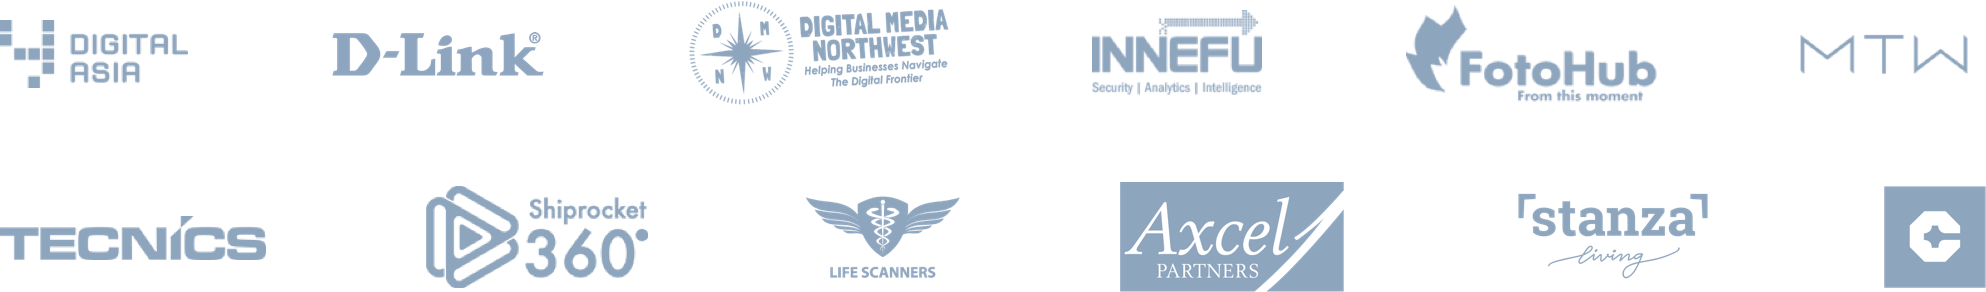 DIGITAL
ASIA
D-Link®
D M
N W
DIGITAL MEDIA
NORTHWEST
Helping Businesses Navigate
The Digital Frontier
INNEFU
Security | Analytics | Intelligence
FotoHub
From this moment
MTW
TECNICS
Shiprocket
360°
LIFE SCANNERS
Axcel
PARTNERS
stanza
living
C